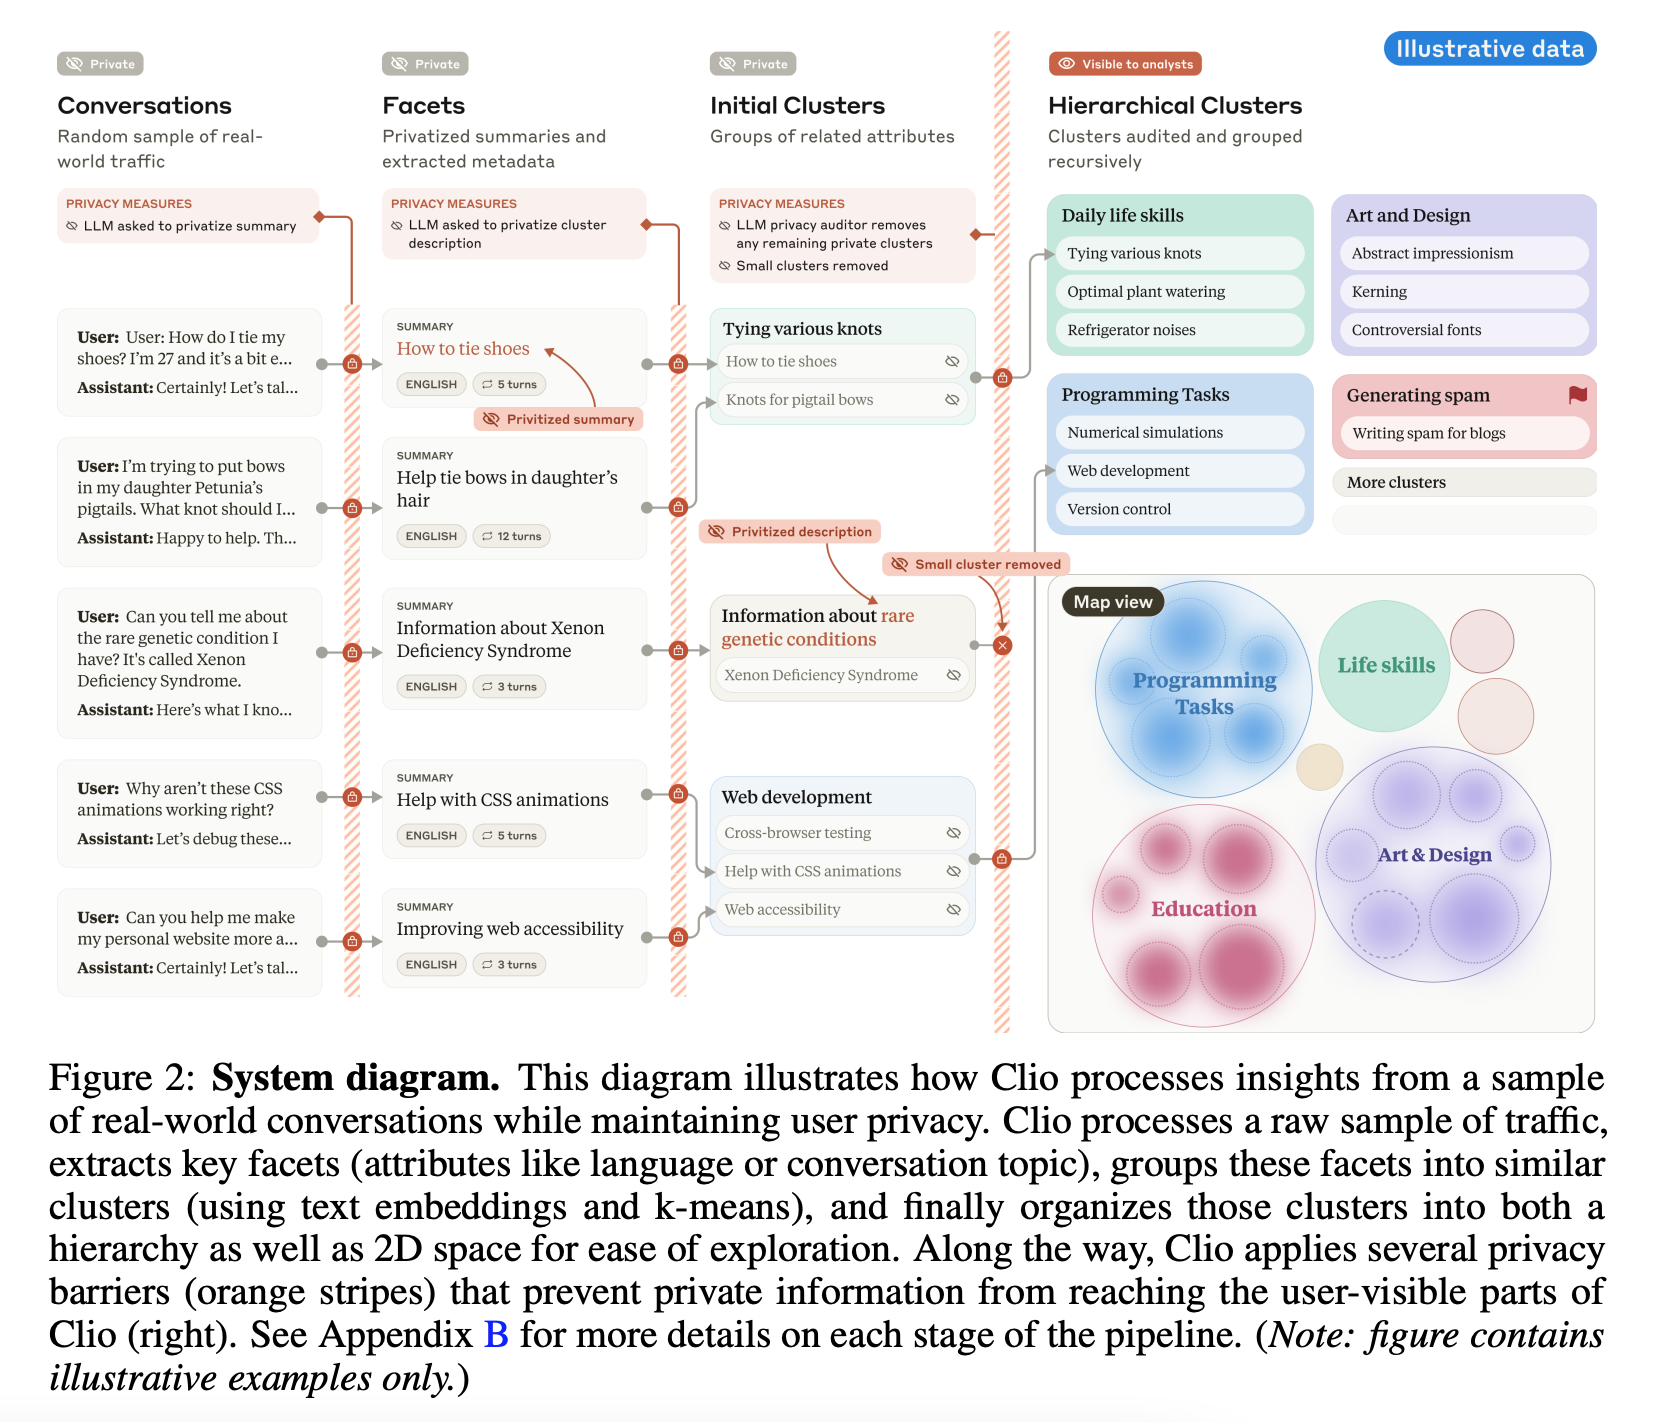 Illustrative data
Private
Conversations
Random sample of real-
world traffic
PRIVACY MEASURES
LLM asked to privatize summary
User: User: How do I tie my
shoes? I'm 27 and it's a bit e...
Assistant: Certainly! Let's tal...
User: I'm trying to put bows
in my daughter Petunia's
pigtails. What knot should I...
Assistant: Happy to help. Th...
User: Can you tell me about
the rare genetic condition I
have? It's called Xenon
Deficiency Syndrome.
Assistant: Here's what I kno...
User: Why aren't these CSS
animations working right?
Assistant: Let's debug these...
User: Can you help me make
my personal website more a...
Assistant: Certainly! Let's tal...
Private
Facets
Privatized summaries and
extracted metadata
PRIVACY MEASURES
LLM asked to privatize cluster
description
SUMMARY
How to tie shoes
ENGLISH
5 turns
Privitized summary
SUMMARY
Help tie bows in daughter's
hair
ENGLISH
12 turns
SUMMARY
Information about Xenon
Deficiency Syndrome
ENGLISH
3 turns
SUMMARY
Help with CSS animations
ENGLISH
5 turns
SUMMARY
Improving web accessibility
ENGLISH
3 turns
Private
Initial Clusters
Groups of related attributes
PRIVACY MEASURES
LLM privacy auditor removes
any remaining private clusters
Small clusters removed
Tying various knots
How to tie shoes
Knots for pigtail bows
Privitized description
Small cluster removed
Information about rare
genetic conditions
Xenon Deficiency Syndrome
Web development
Cross-browser testing
Help with CSS animations
Web accessibility
Visible to analysts
Hierarchical Clusters
Clusters audited and grouped
recursively
Daily life skills
Tying various knots
Optimal plant watering
Refrigerator noises
Art and Design
Abstract impressionism
Kerning
Controversial fonts
Programming Tasks
Numerical simulations
Web development
Version control
Generating spam
Writing spam for blogs
More clusters
Map view
Programming
Tasks
Life skills
Art & Design
Education
Figure 2: System diagram. This diagram illustrates how Clio processes insights from a sample
of real-world conversations while maintaining user privacy. Clio processes a raw sample of traffic,
extracts key facets (attributes like language or conversation topic), groups these facets into similar
clusters (using text embeddings and k-means), and finally organizes those clusters into both a
hierarchy as well as 2D space for ease of exploration. Along the way, Clio applies several privacy
barriers (orange stripes) that prevent private information from reaching the user-visible parts of
Clio (right). See Appendix B for more details on each stage of the pipeline. (Note: figure contains
illustrative examples only.)